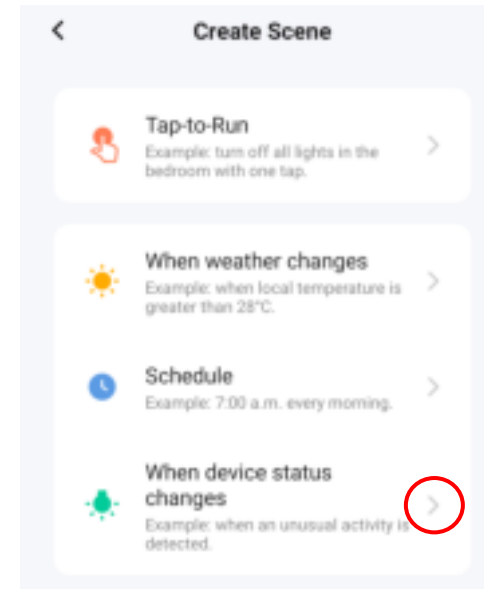 Create Scene
Tap-to-Run
Example: turn off all lights in the
bedroom with one tap.
When weather changes
Example: when local temperature is
greater than 28°C.
Schedule
Example: 7:00 a.m. every morning.
When device status
changes
Example: when an unusual activity is
detected.